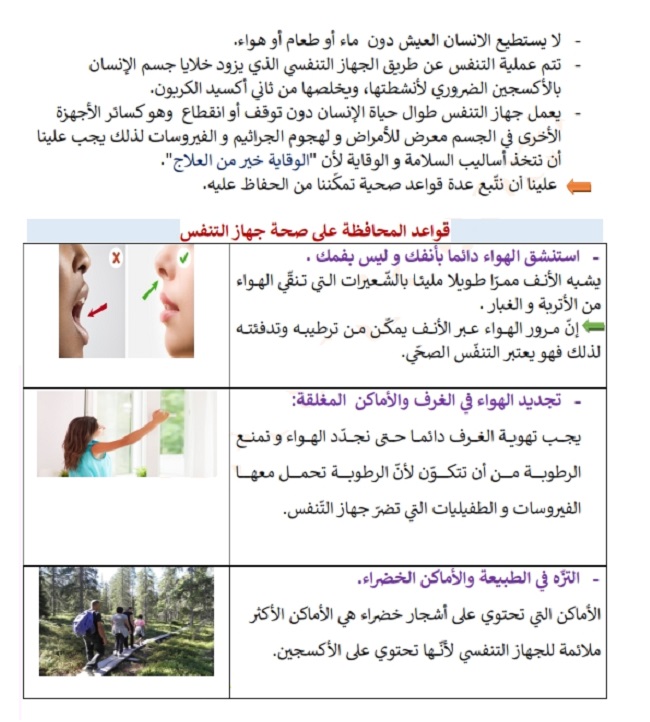 - لا يستطيع الانسان العيش دون ماء أو طعام أو هواء.
- تتم عملية التنفس عن طريق الجهاز التنفسي الذي يزود خلايا جسم الإنسان
بالأكسجين الضروري لأنشطتها، ويخلصها من ثاني أكسيد الكربون.
- يعمل جهاز التنفس طوال حياة الإنسان دون توقف أو انقطاع وهو كسائر الأجهزة
الأخرى في الجسم معرض للأمراض و لهجوم الجراثيم و الفيروسات لذلك يجب علينا
أن نتخذ أساليب السلامة و الوقاية لأن "الوقاية خير من العلاج".
علينا أن نتّبع عدة قواعد صحية تمكّننا من الحفاظ عليه.
قواعد المحافظة على صحة جهاز التنفس
- استنشق الهواء دائما بأنفك و ليس بفمك .
يشبه الأنف ممرّا طويلا مليئا بالشّعيرات التي تنقّي الهواء
من الأتربة و الغبار .
إنّ مرور الهواء عبر الأنف يمكّن من ترطيبه وتدفئته
لذلك فهو يعتبر التنفّس الصحّي.
- تجديد الهواء في الغرف والأماكن المغلقة:
يجب تهوية الغرف دائما حتى نجدّد الهواء و تمنع
الرطوبة من أن تتكوّن لأنّ الرطوبة تحمل معها
الفيروسات و الطفيليات التي تضرّ جهاز التّنفس.
- التزّه في الطبيعة والأماكن الخضراء.
الأماكن التي تحتوي على أشجار خضراء هي الأماكن الأكثر
ملائمة للجهاز التنفسي لأنّها تحتوي على الأكسجين.